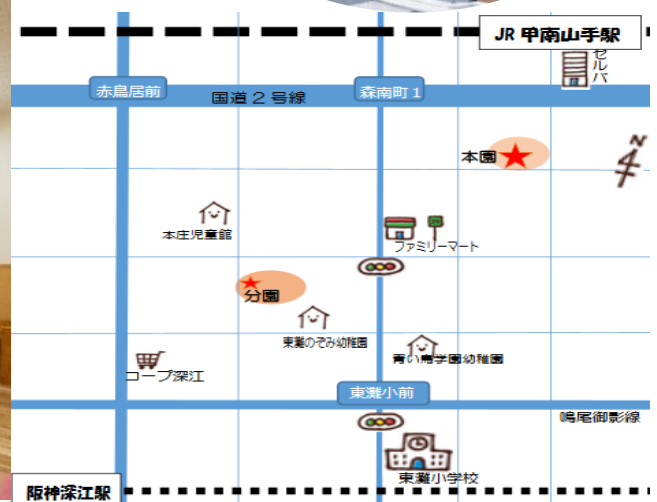 JR 甲南山手駅
セルバ
赤鳥居前
国道2号線
森南町1
N
本園
本庄児童館
ファミリーマート
分園
東灘のぞみ幼稚園
青い鳥学園幼稚園
コープ深江
東灘小前
鳴尾御影線
東灘小学校
阪神深江駅